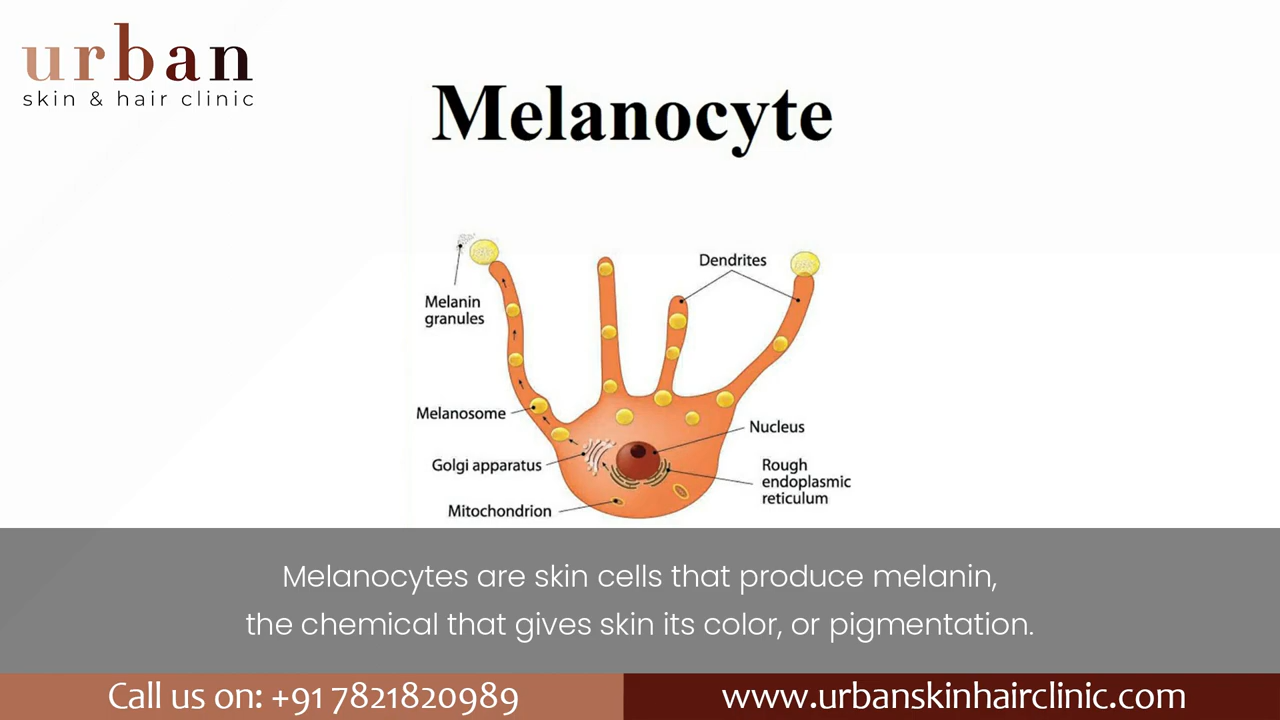 urban
skin & hair clinic
Melanocyte
Melanin
granules
Dendrites
Melanosome
Nucleus
Golgi apparatus
Rough
endoplasmic
reticulum
Mitochondrion
Melanocytes are skin cells that produce melanin,
the chemical that gives skin its color, or pigmentation.
Call us on: +91 7821820989
www.urbanskinhairclinic.com